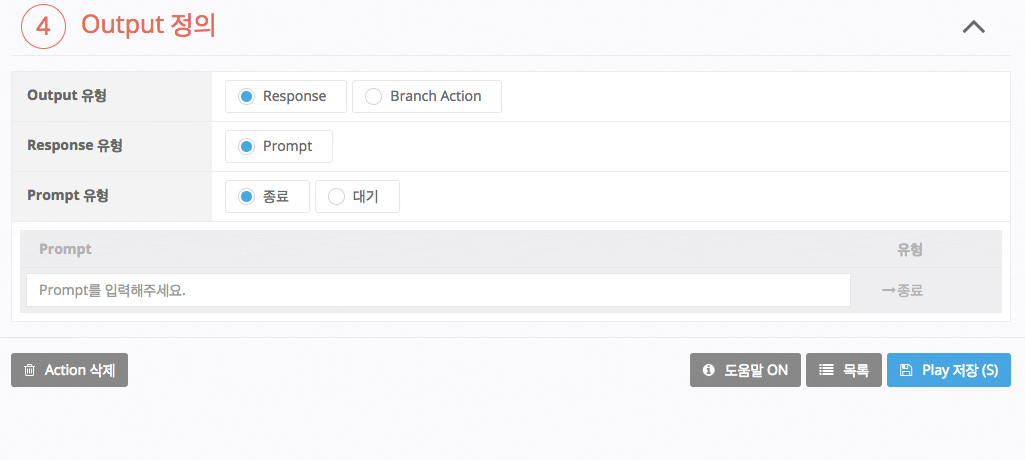 4 Output 정의
Output 유형 Response Branch Action
Response 유형 Prompt
Prompt 유형 종료 대기
Prompt 유형
Prompt를 입력해주세요. →종료
Action 삭제 도움말 ON 목록 Play 저장 (S)